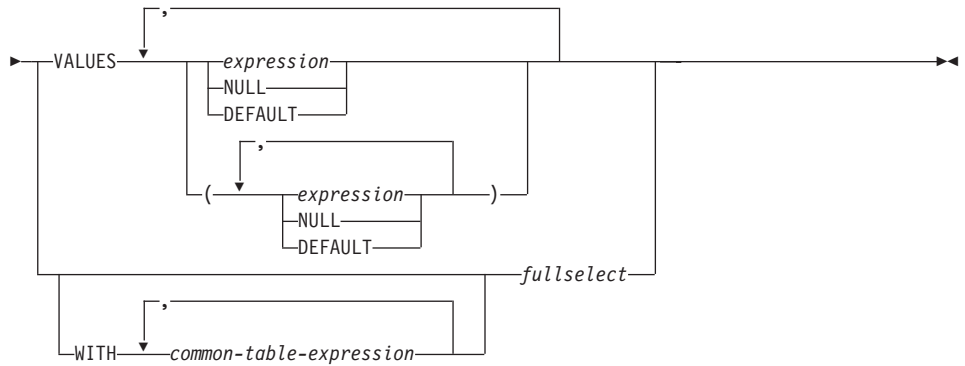 ,
VALUES expression
NULL
DEFAULT
,
( expression )
NULL
DEFAULT
fullselect
,
WITH common-table-expression